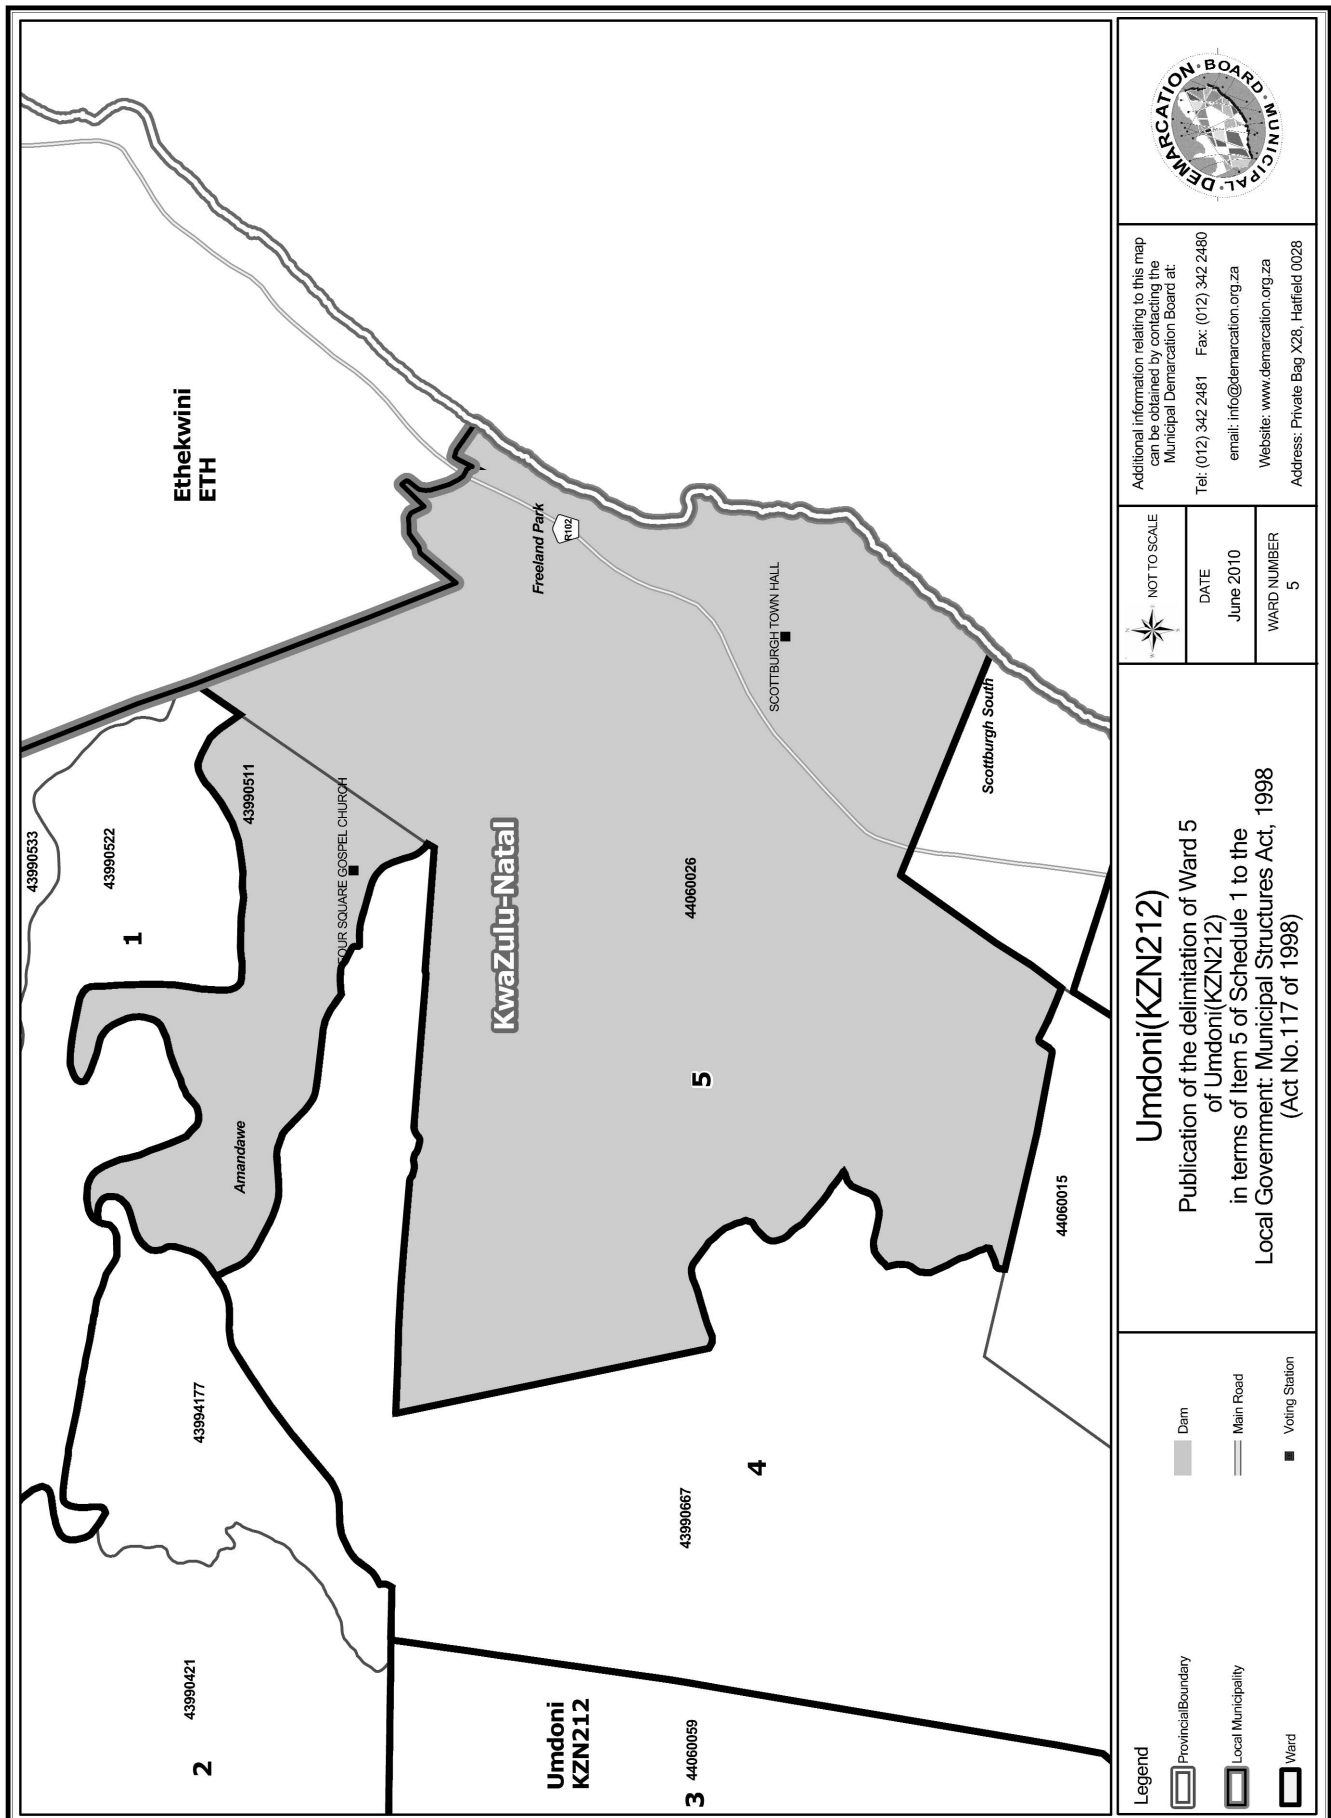 Ethekwini
ETH
43990533
43990522
1
43990511
FOUR SQUARE GOSPEL CHURCH
Amandawe
KwaZulu-Natal
Freeland Park
R102
SCOTTBURGH TOWN HALL
Scottburgh South
44060026
5
44060015
43994177
43990421
2
43990667
4
Umdoni
KZN212
3
44060059
Legend
ProvincialBoundary
Local Municipality
Ward
Dam
Main Road
Voting Station
Umdoni(KZN212)
Publication of the delimitation of Ward 5
of Umdoni(KZN212)
in terms of Item 5 of Schedule 1 to the
Local Government: Municipal Structures Act, 1998
(Act No.117 of 1998)
NOT TO SCALE
DATE
June 2010
WARD NUMBER
5
Additional information relating to this map
can be obtained by contacting the
Municipal Demarcation Board at:
Tel: (012) 342 2481 Fax: (012) 342 2480
email: info@demarcation.org.za
Website: www.demarcation.org.za
Address: Private Bag X28, Hatfield 0028
MUNICIPAL · DEMARCATION · BOARD ·